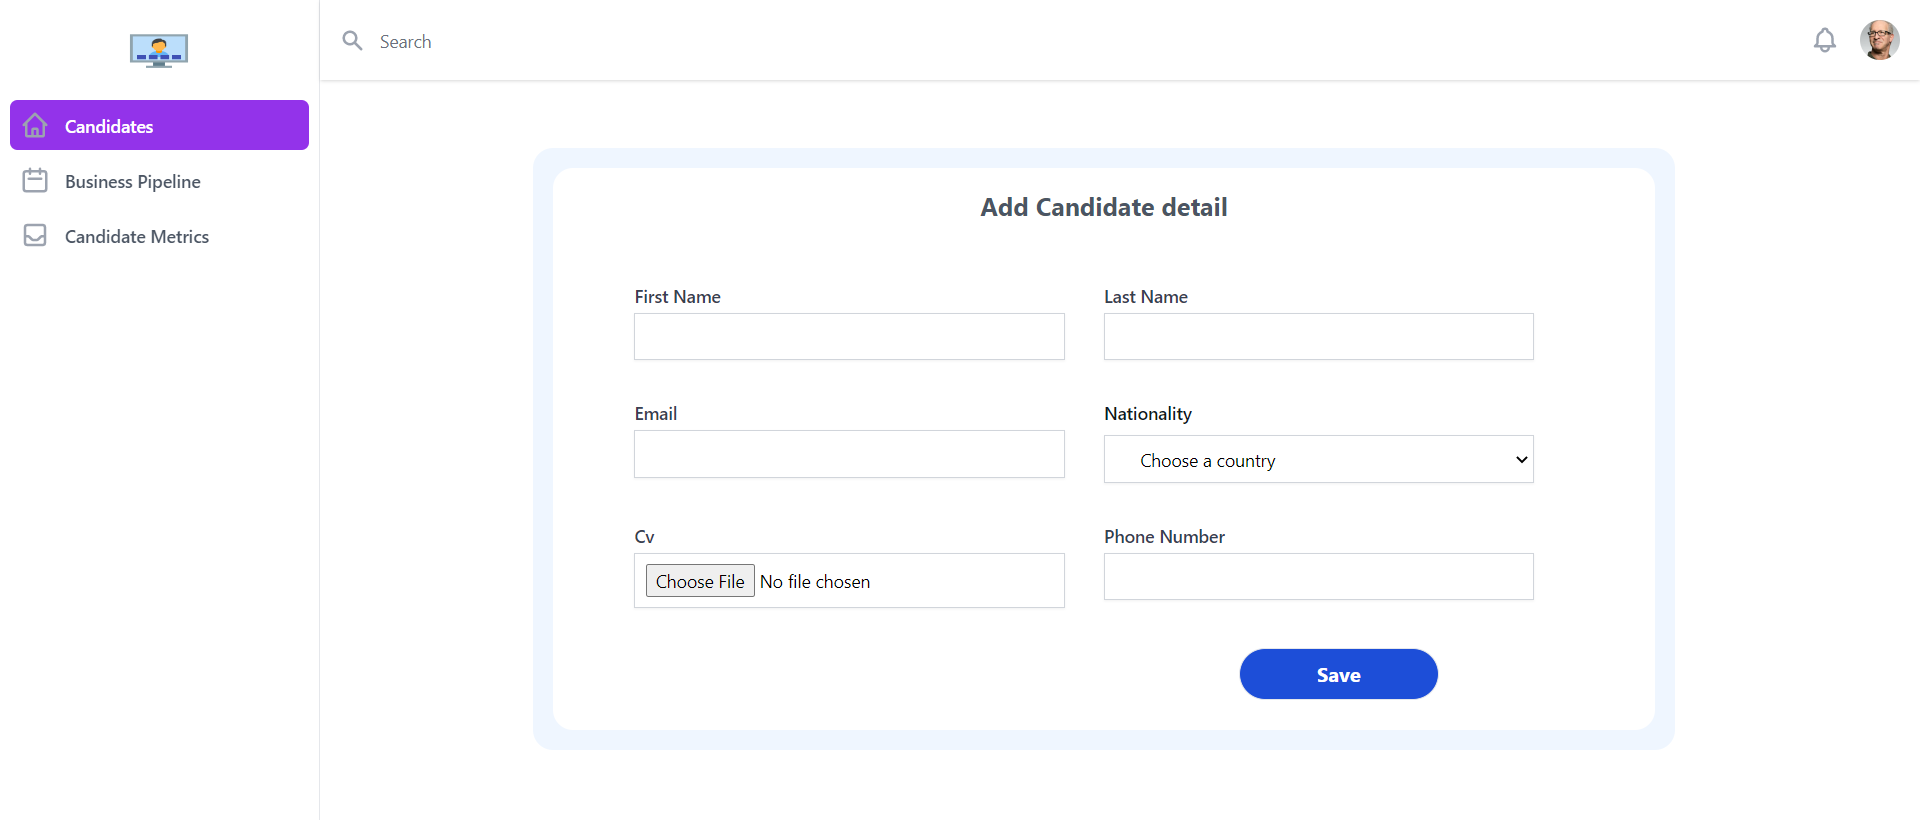 Search
Candidates
Business Pipeline
Candidate Metrics
Add Candidate detail
First Name
Last Name
Email
Nationality
Choose a country
Cv
Phone Number
Choose File No file chosen
Save